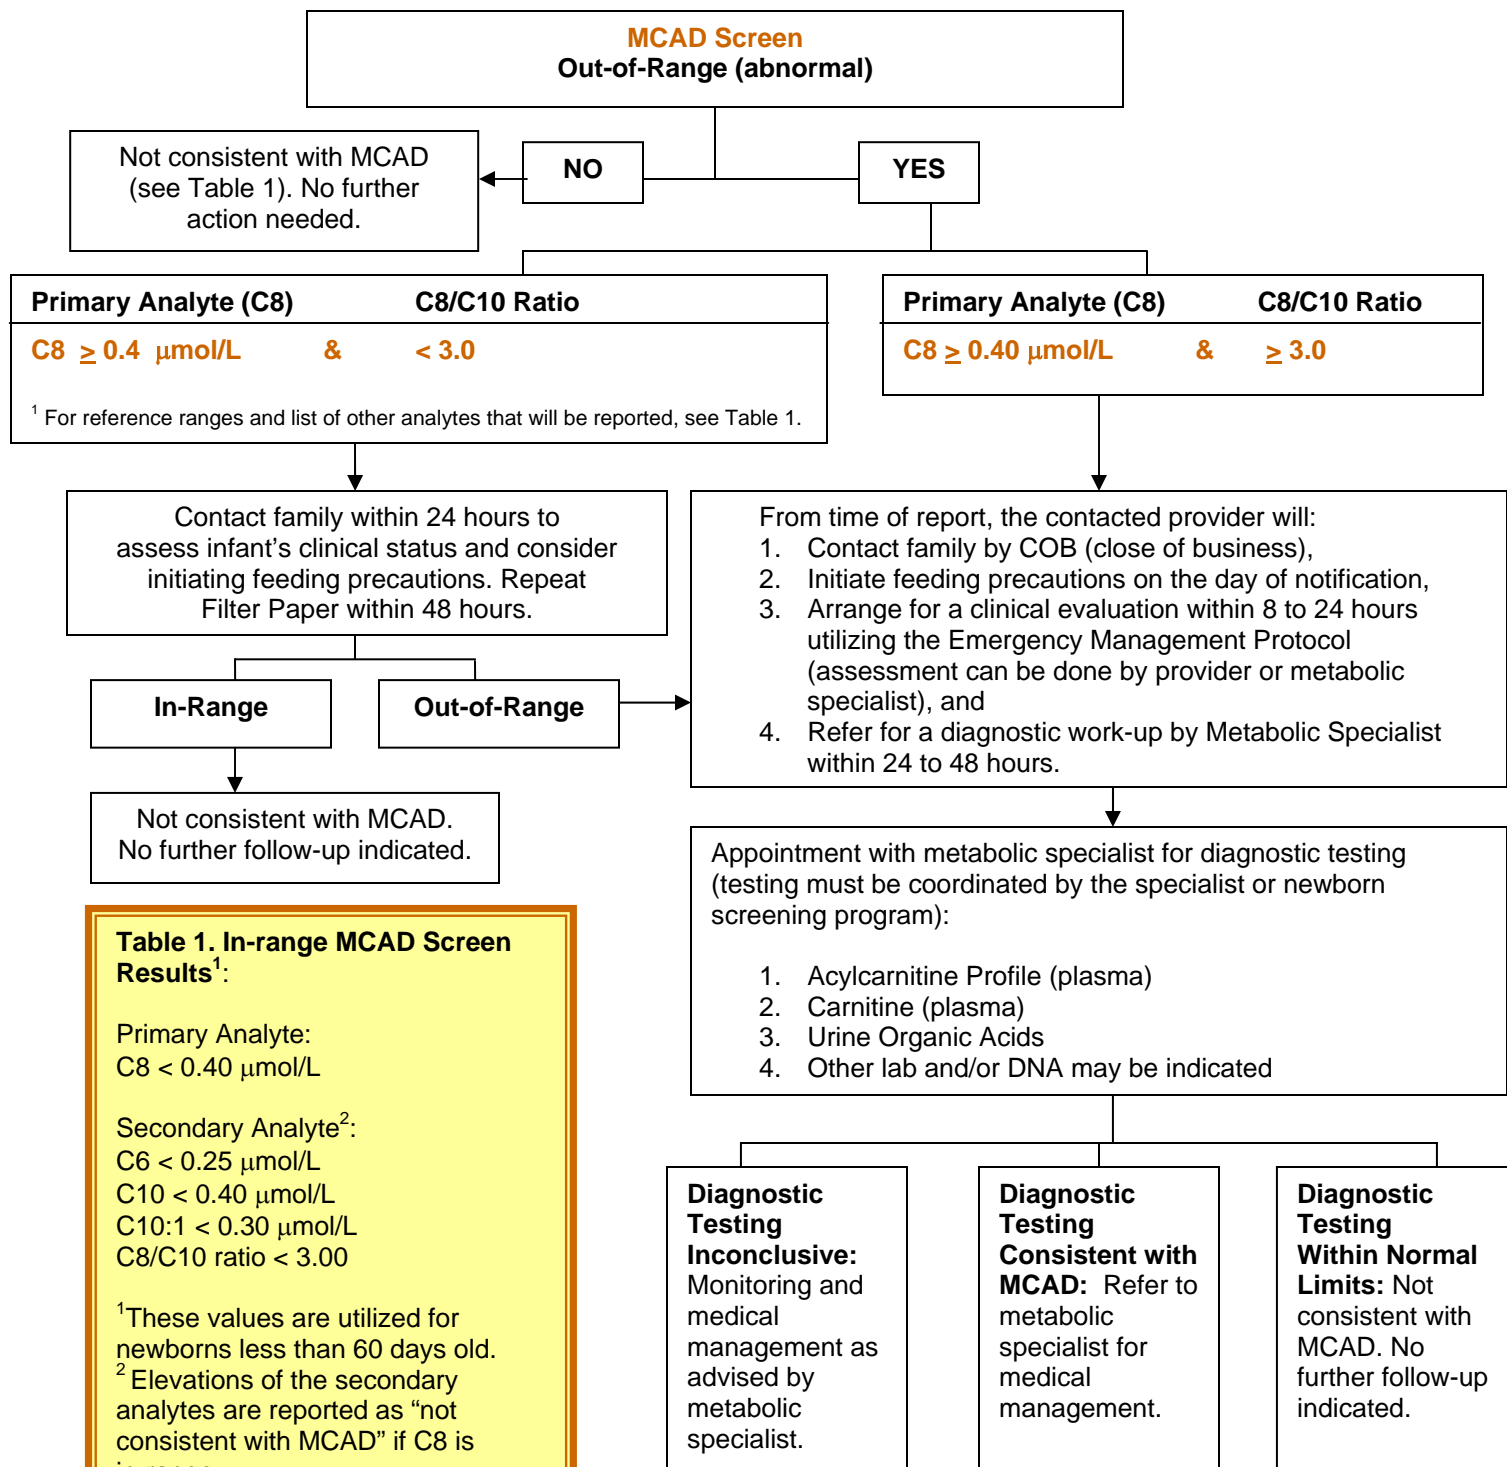 MCAD Screen
Out-of-Range (abnormal)
Not consistent with MCAD
(see Table 1). No further
action needed.
NO
YES
Primary Analyte (C8) C8/C10 Ratio
C8 ≥ 0.4 μmol/L & < 3.0
¹ For reference ranges and list of other analytes that will be reported, see Table 1.
Primary Analyte (C8) C8/C10 Ratio
C8 ≥ 0.40 μmol/L & ≥ 3.0
Contact family within 24 hours to
assess infant's clinical status and consider
initiating feeding precautions. Repeat
Filter Paper within 48 hours.
In-Range
Out-of-Range
Not consistent with MCAD.
No further follow-up indicated.
From time of report, the contacted provider will:
1. Contact family by COB (close of business),
2. Initiate feeding precautions on the day of notification,
3. Arrange for a clinical evaluation within 8 to 24 hours
utilizing the Emergency Management Protocol
(assessment can be done by provider or metabolic
specialist), and
4. Refer for a diagnostic work-up by Metabolic Specialist
within 24 to 48 hours.
Appointment with metabolic specialist for diagnostic testing
(testing must be coordinated by the specialist or newborn
screening program):
1. Acylcarnitine Profile (plasma)
2. Carnitine (plasma)
3. Urine Organic Acids
4. Other lab and/or DNA may be indicated
Table 1. In-range MCAD Screen
Results¹:
Primary Analyte:
C8 < 0.40 μmol/L
Secondary Analyte²:
C6 < 0.25 μmol/L
C10 < 0.40 μmol/L
C10:1 < 0.30 μmol/L
C8/C10 ratio < 3.00
¹These values are utilized for
newborns less than 60 days old.
² Elevations of the secondary
analytes are reported as "not
consistent with MCAD" if C8 is
Diagnostic
Testing
Inconclusive:
Monitoring and
medical
management as
advised by
metabolic
specialist.
Diagnostic
Testing
Consistent with
MCAD: Refer to
metabolic
specialist for
medical
management.
Diagnostic
Testing
Within Normal
Limits: Not
consistent with
MCAD. No
further follow-up
indicated.